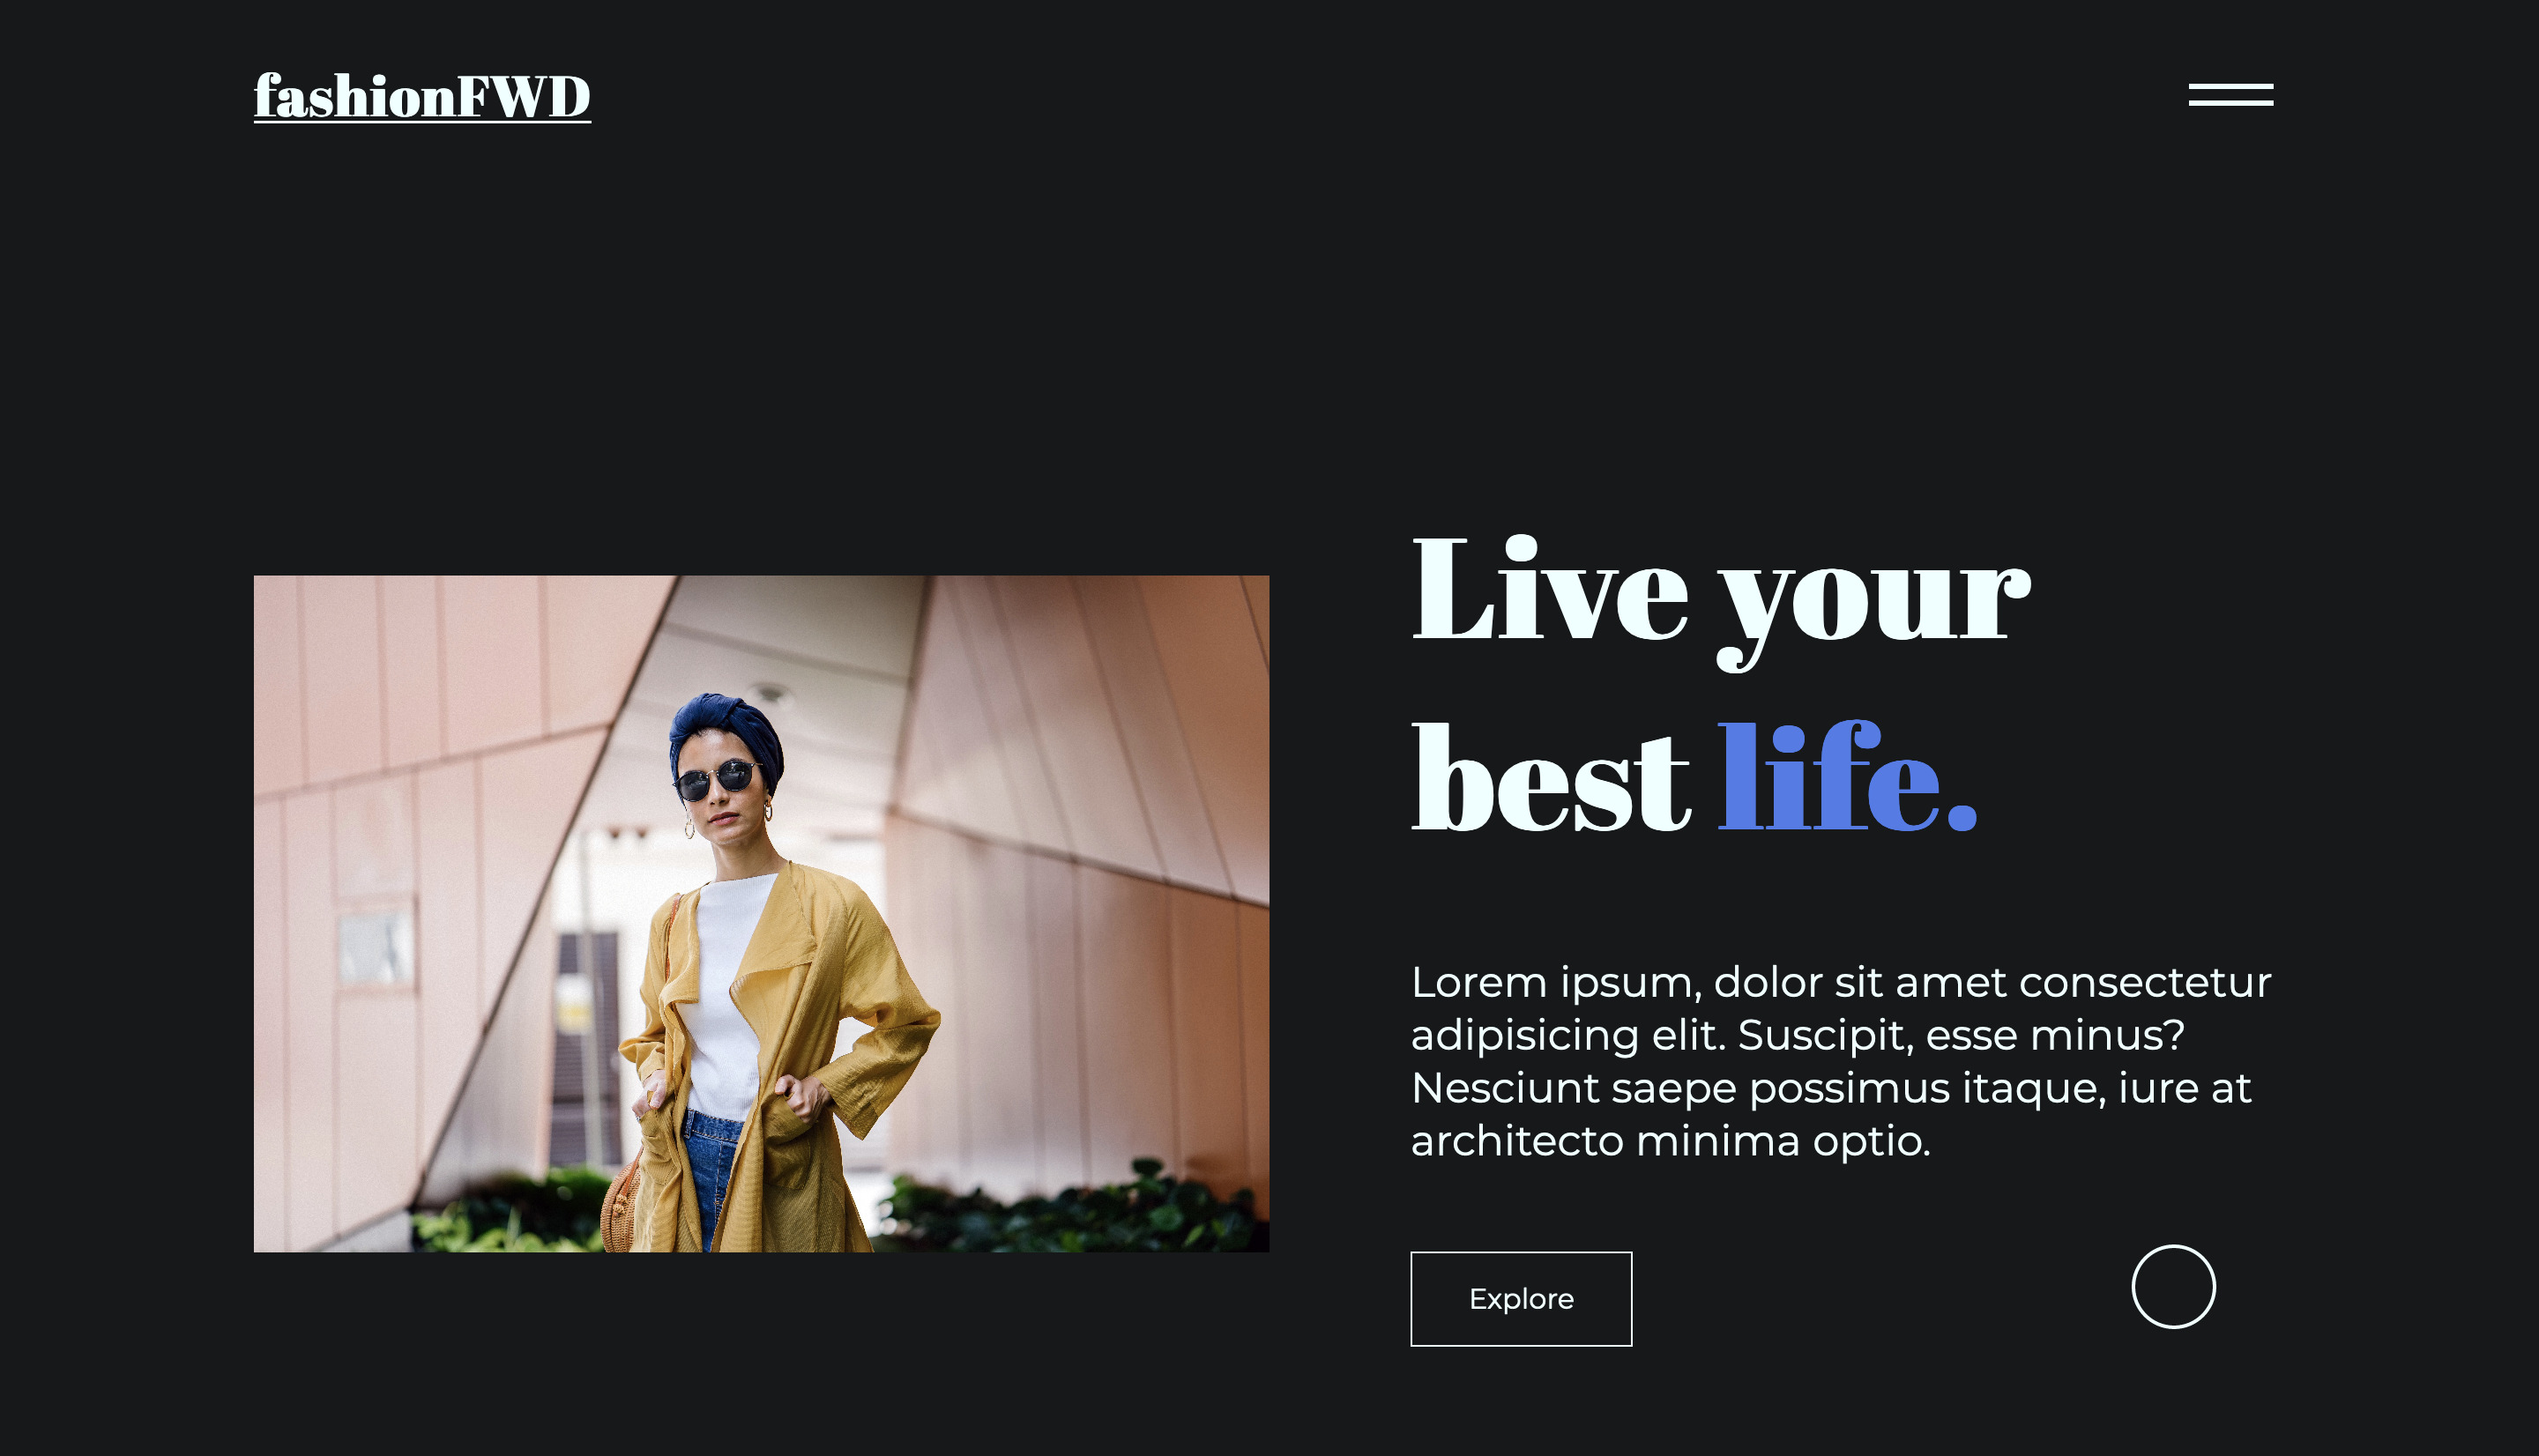 fashionFWD
Live your
best life.
Lorem ipsum, dolor sit amet consectetur
adipisicing elit. Suscipit, esse minus?
Nesciunt saepe possimus itaque, iure at
architecto minima optio.
Explore